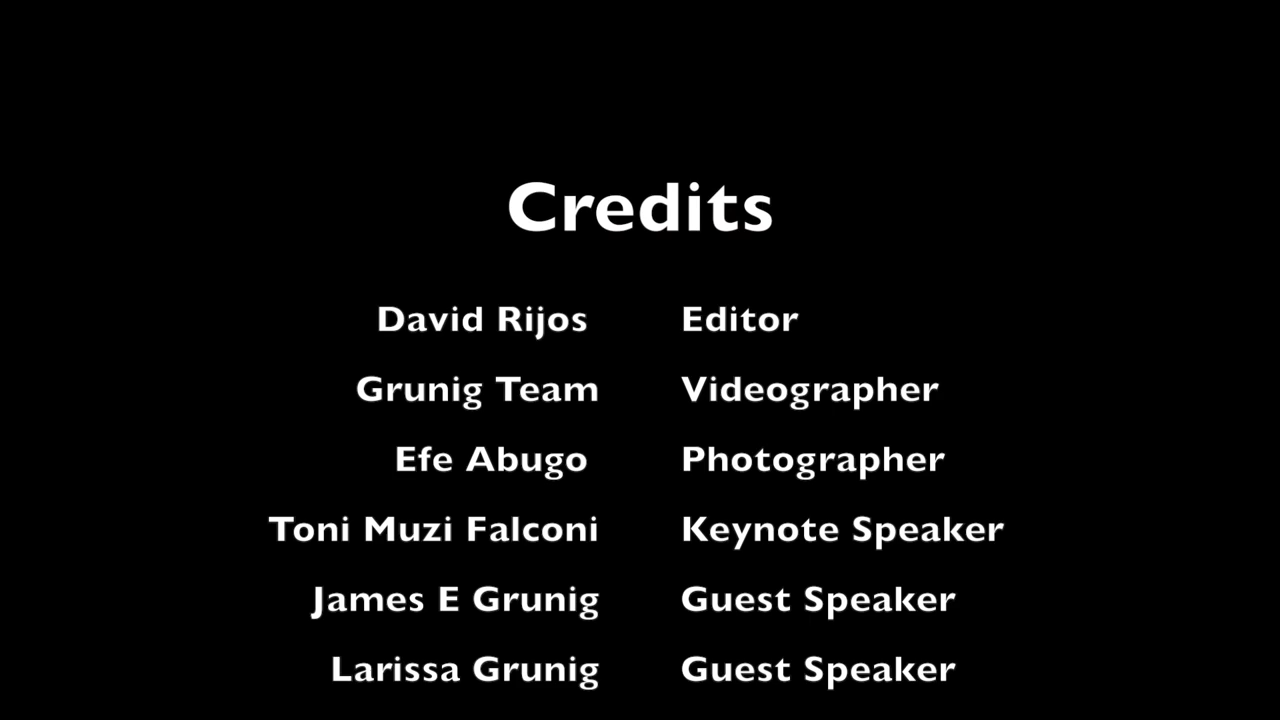 Credits
David Rijos Editor
Grunig Team Videographer
Efe Abugo Photographer
Toni Muzi Falconi Keynote Speaker
James E Grunig Guest Speaker
Larissa Grunig Guest Speaker